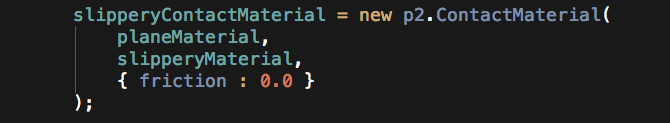 slipperyContactMaterial = new p2.ContactMaterial(
planeMaterial,
slipperyMaterial,
{ friction : 0.0 }
);